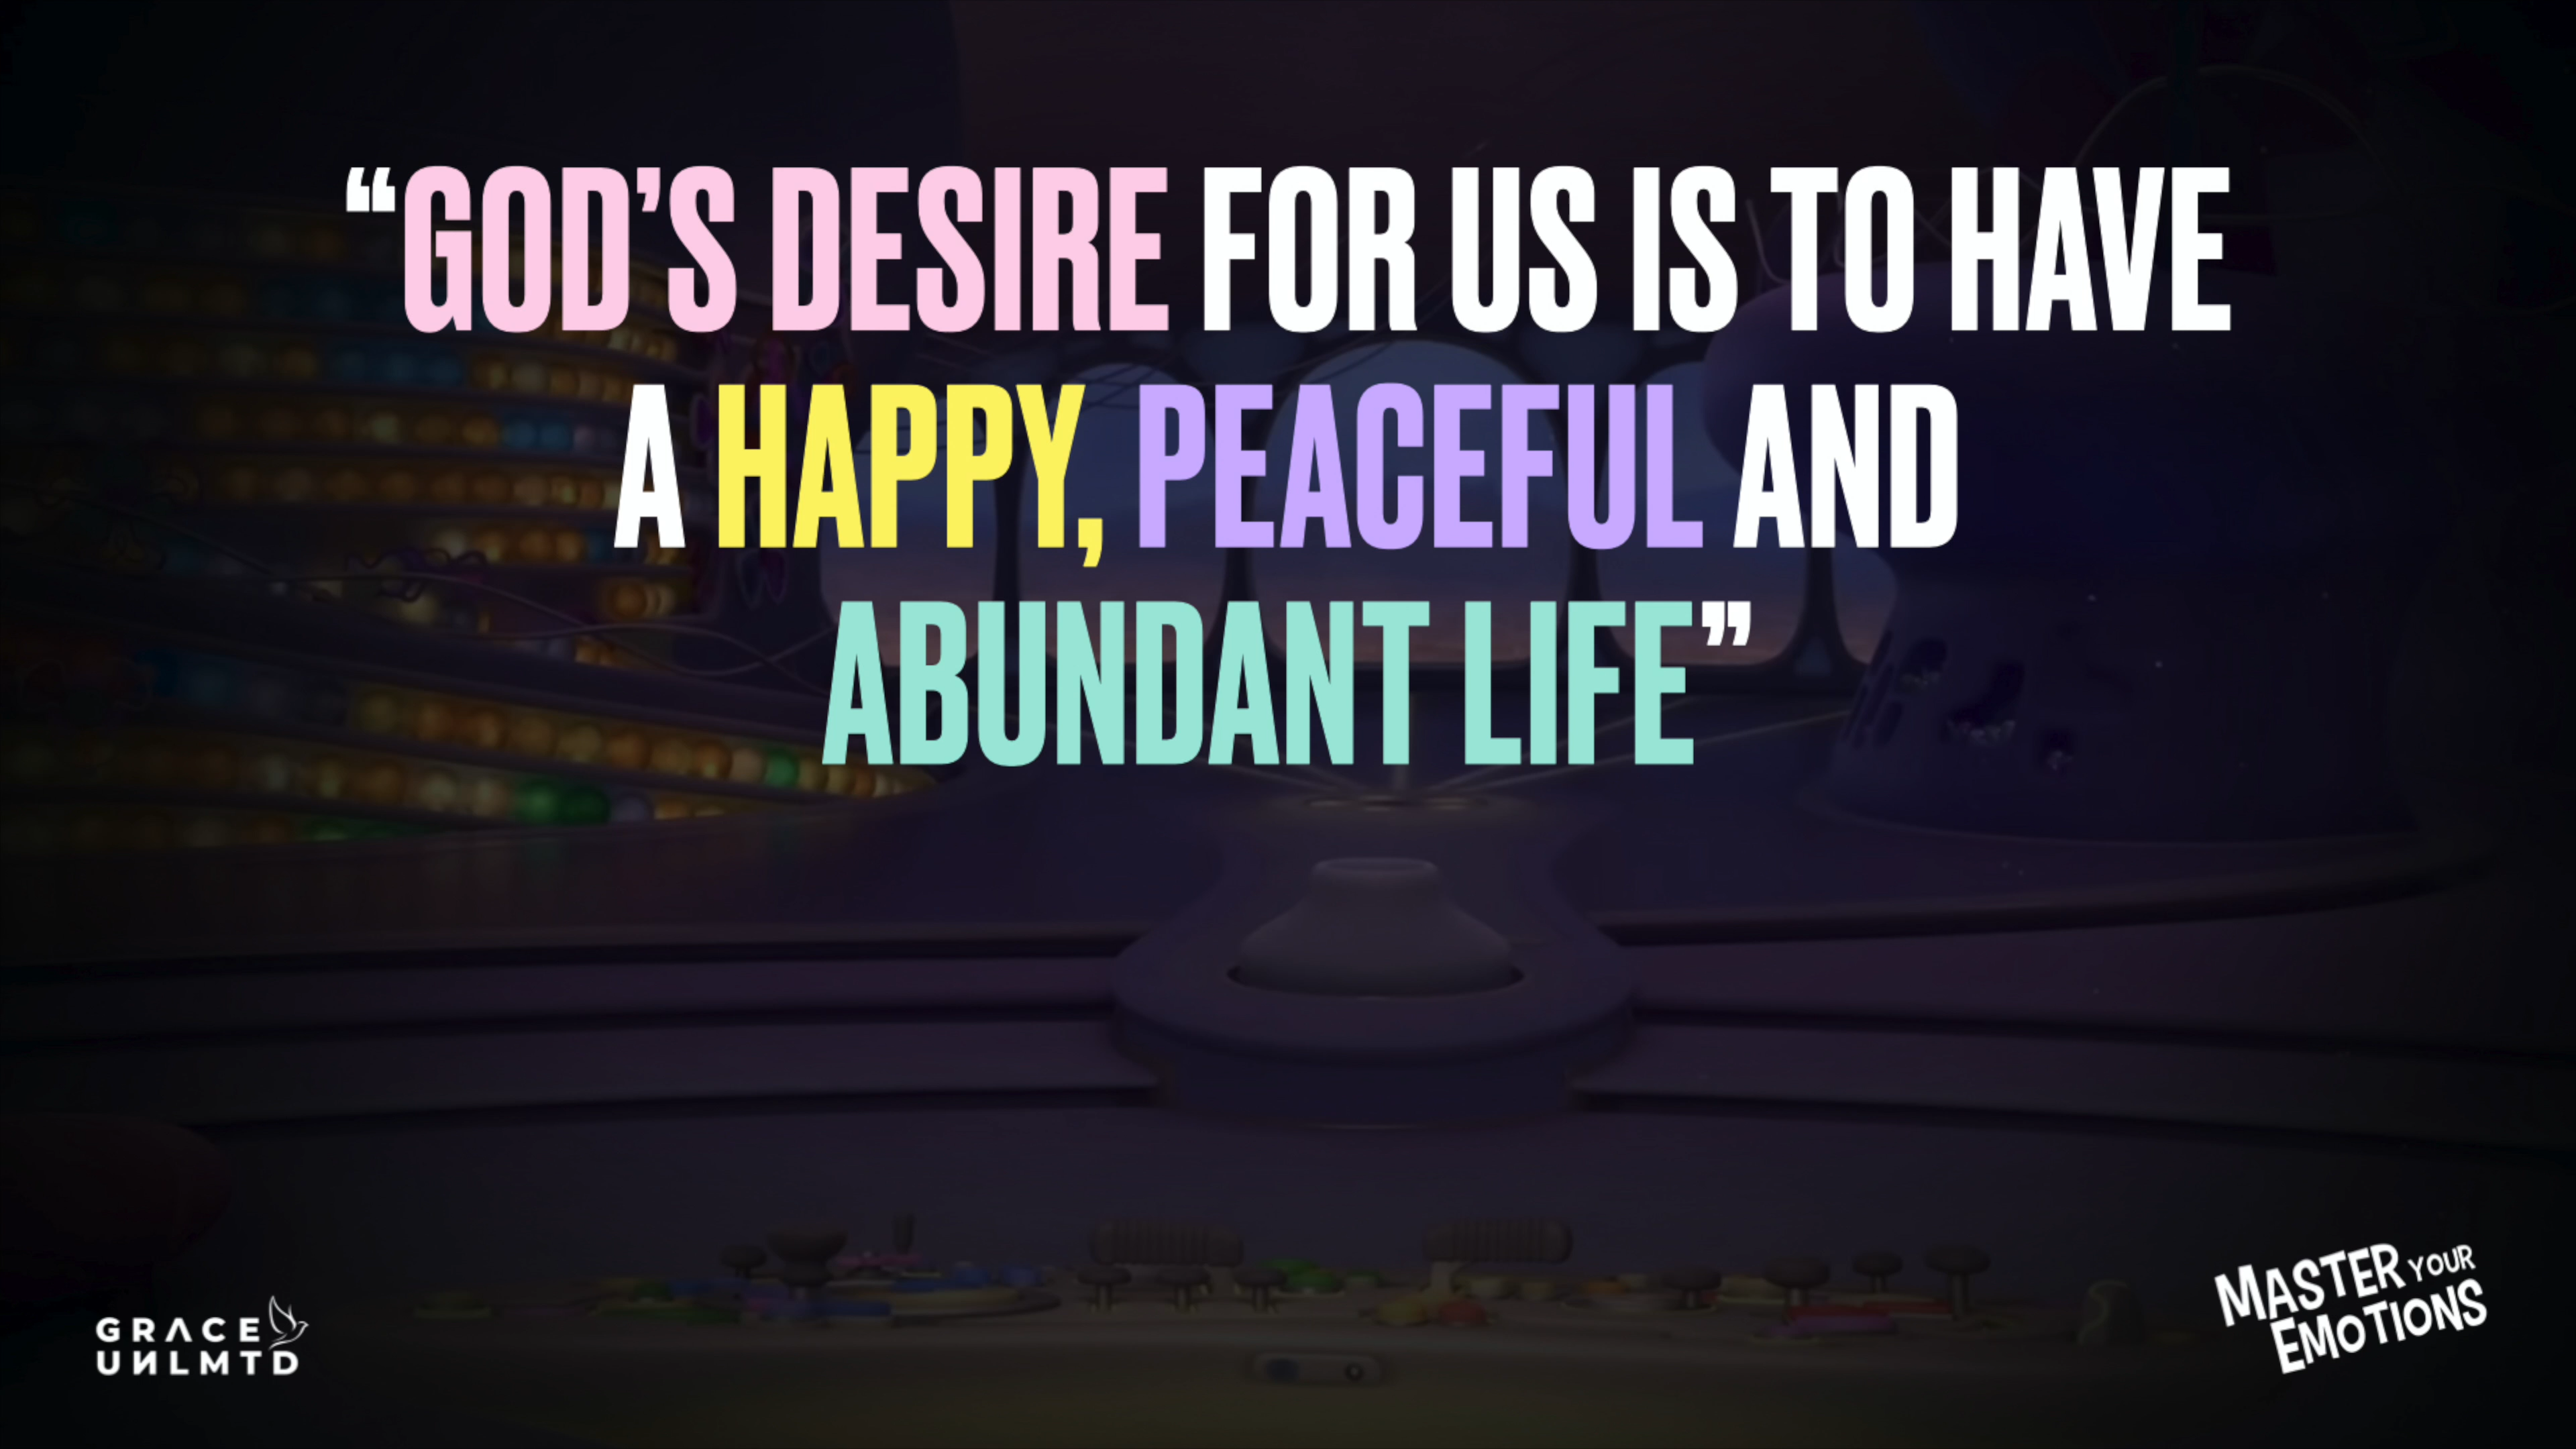 “GOD’S DESIRE FOR US IS TO HAVE
A HAPPY, PEACEFUL AND
ABUNDANT LIFE”
GRACE
UNLMTD
MASTER YOUR
EMOTIONS